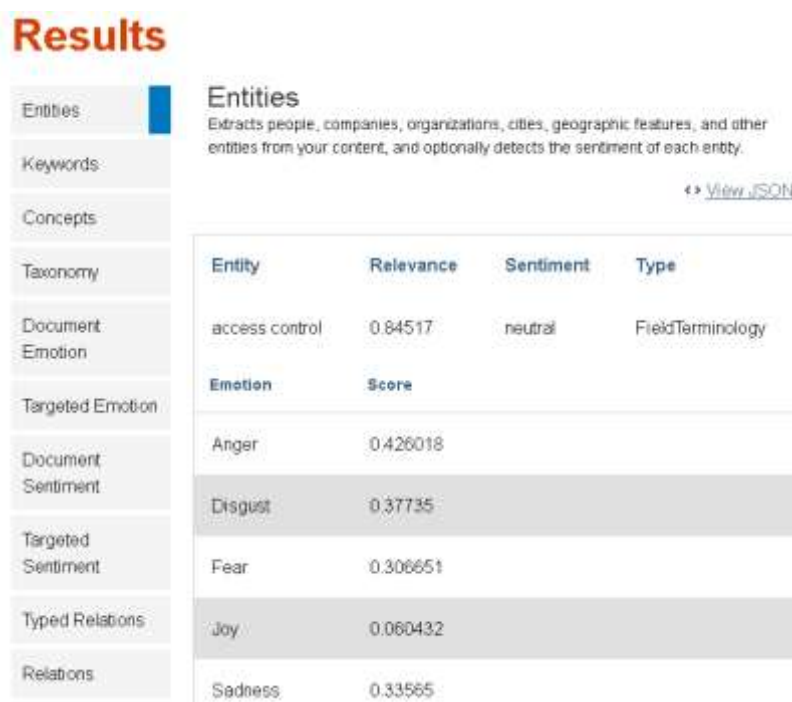 Results
Entities
Keywords
Concepts
Taxonomy
Document
Emotion
Targeted Emotion
Document
Sentiment
Targeted
Sentiment
Typed Relations
Relations
Entities
Extracts people, companies, organizations, cities, geographic features, and other
entities from your content, and optionally detects the sentiment of each entity.
<> View JSON
Entity Relevance Sentiment Type
access control 0.84517 neutral FieldTerminology
Emotion Score
Anger 0.426018
Disgust 0.37735
Fear 0.306651
Joy 0.060432
Sadness 0.33565